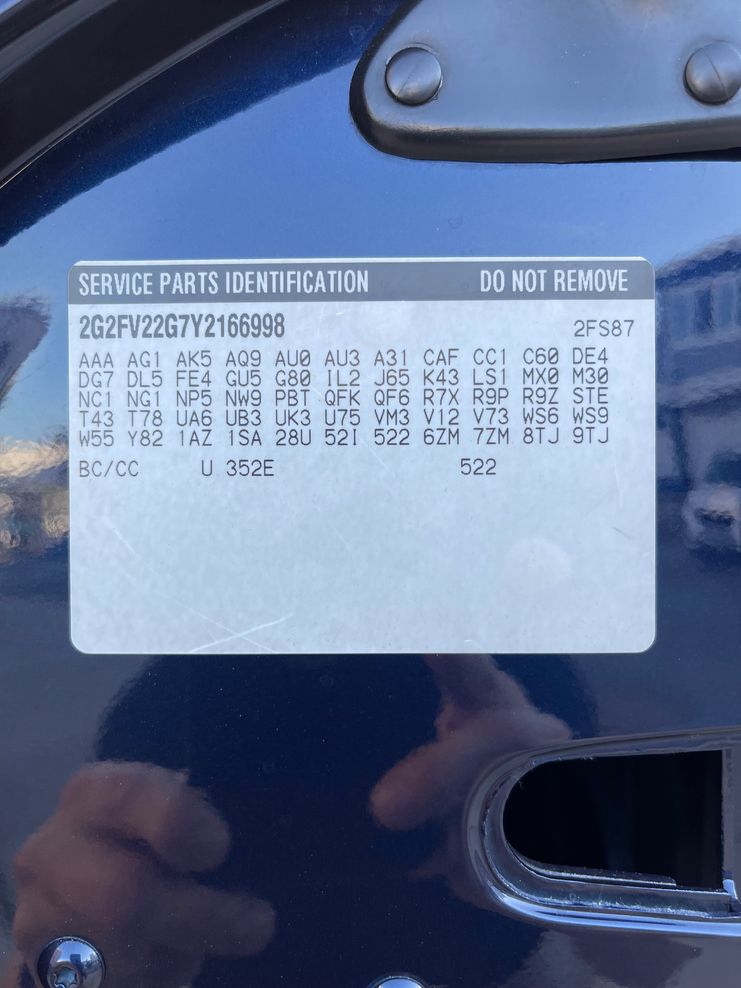 SERVICE PARTS IDENTIFICATION DO NOT REMOVE
2G2FV22G7Y2166998 2FS87
AAA AG1 AK5 AQ9 AU0 AU3 A31 CAF CC1 C60 DE4
DG7 DL5 FE4 GU5 G80 IL2 J65 K43 LS1 MX0 M30
NC1 NG1 NP5 NW9 PBT QFK QF6 R7X R9P R9Z STE
T43 T78 UA6 UB3 UK3 U75 VM3 V12 V73 WS6 WS9
W55 Y82 1AZ 1SA 28U 52I 522 6ZM 7ZM 8TJ 9TJ
BC/CC U 352E 522